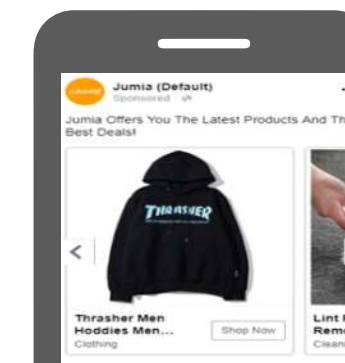 Jumia (Default)
Sponsored
Jumia Offers You The Latest Products And Th
Best Deals!
THRASHER
Thrasher Men
Hoddies Men...
Clothing
Shop Now
Lint
Rem
Clean